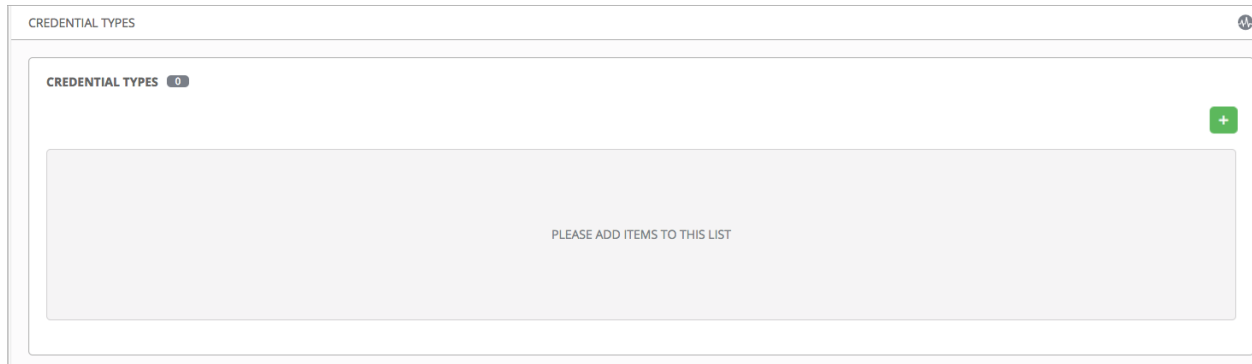 CREDENTIAL TYPES
CREDENTIAL TYPES 0
+
PLEASE ADD ITEMS TO THIS LIST